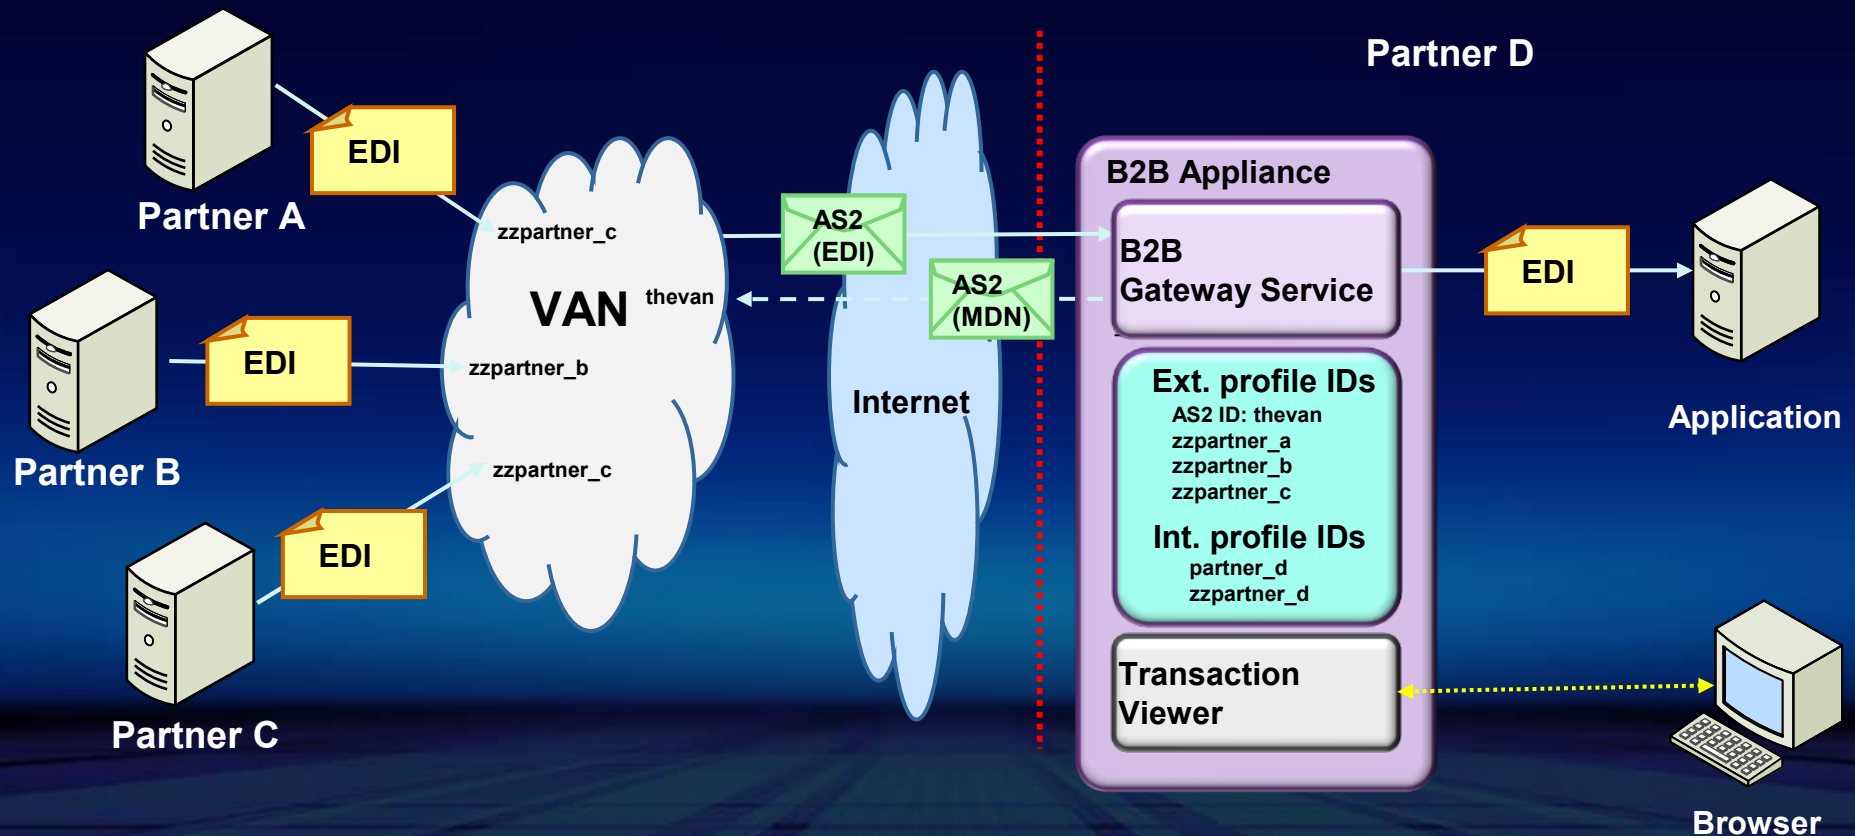 Partner D
EDI
Partner A
zzpartner_c
VAN
thevan
EDI
zzpartner_b
Partner B
zzpartner_c
EDI
Partner C
AS2
(EDI)
AS2
(MDN)
Internet
B2B Appliance
B2B
Gateway Service
Ext. profile IDs
AS2 ID: thevan
zzpartner_a
zzpartner_b
zzpartner_c
Int. profile IDs
partner_d
zzpartner_d
Transaction
Viewer
EDI
Application
Browser